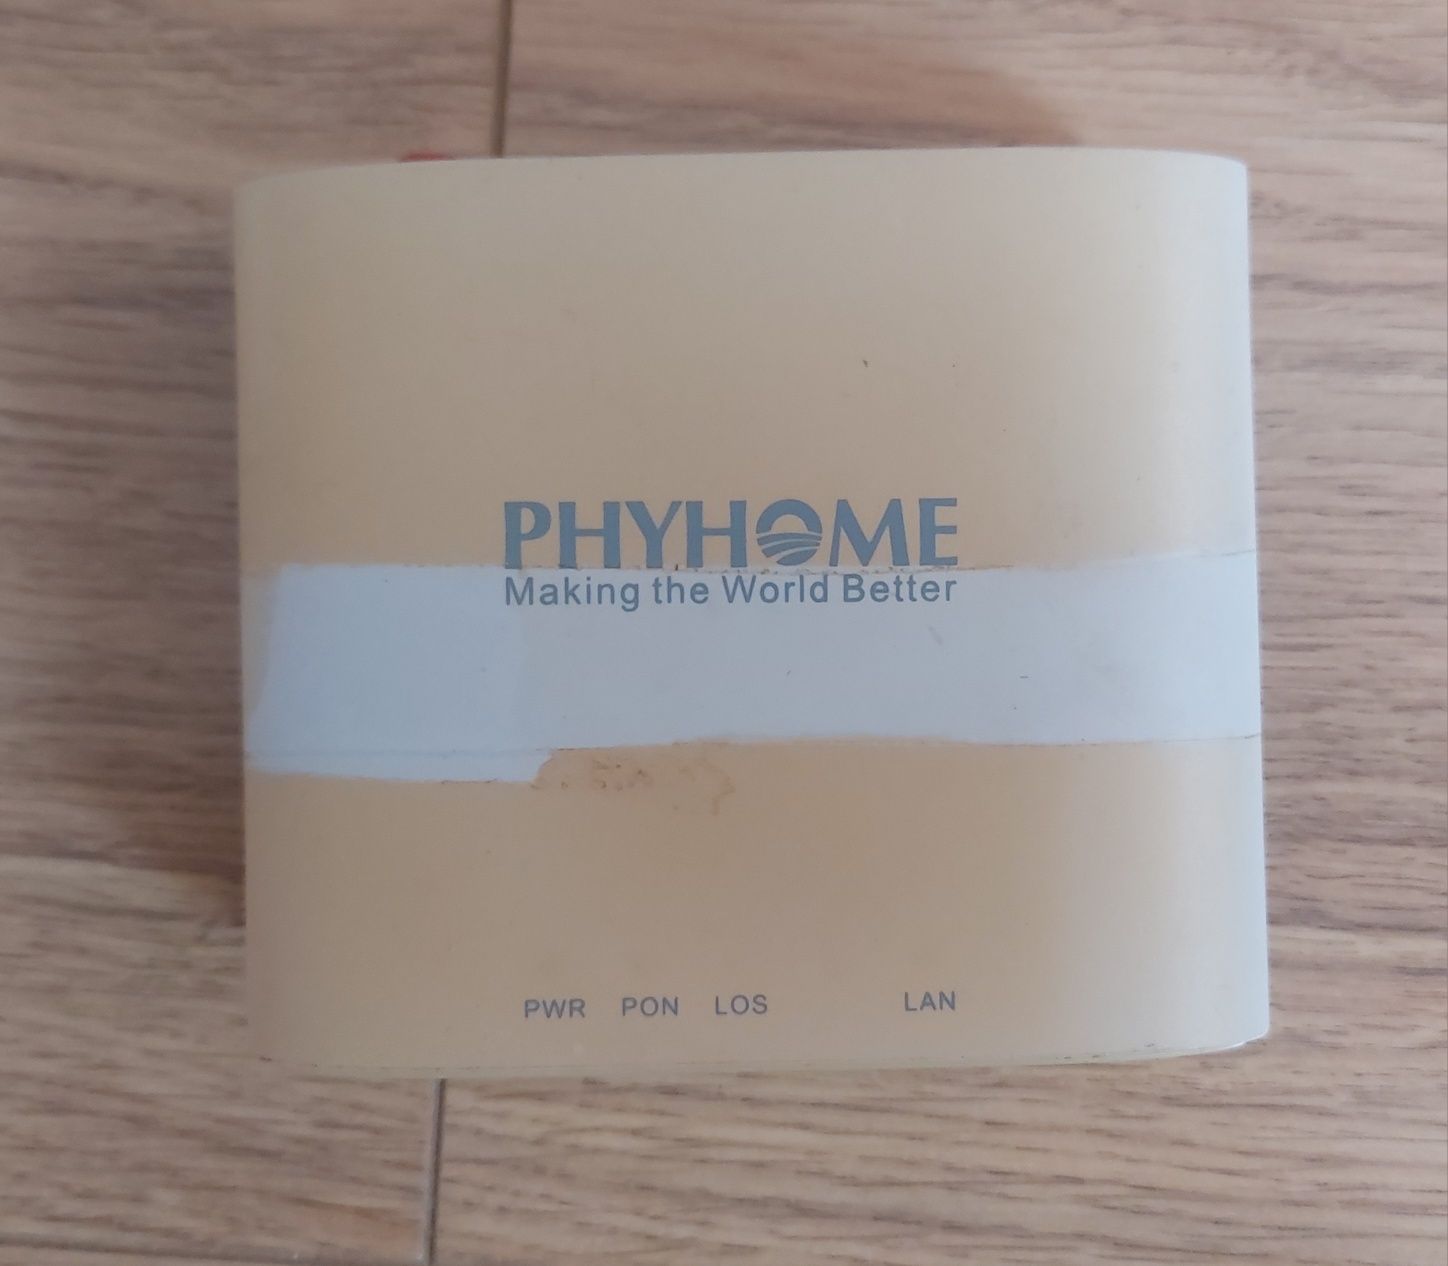 PHYHOME
Making the World Better
PWR PON LOS LAN